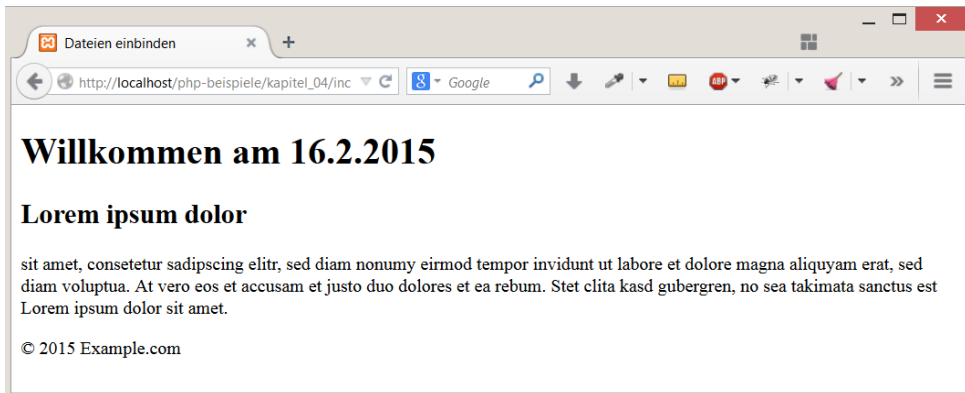 Dateien einbinden
http://localhost/php-beispiele/kapitel_04/inc
8 Google
ABP
Willkommen am 16.2.2015
Lorem ipsum dolor
sit amet, consetetur sadipscing elitr, sed diam nonumy eirmod tempor invidunt ut labore et dolore magna aliquyam erat, sed
diam voluptua. At vero eos et accusam et justo duo dolores et ea rebum. Stet clita kasd gubergren, no sea takimata sanctus est
Lorem ipsum dolor sit amet.
© 2015 Example.com